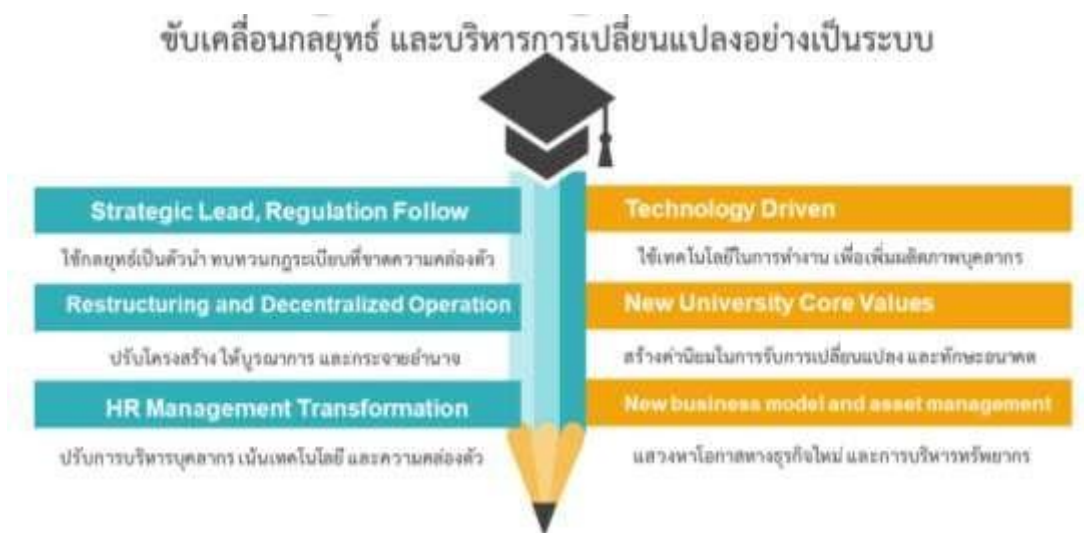 ขับเคลื่อนกลยุทธ์ และบริหารการเปลี่ยนแปลงอย่างเป็นระบบ
Strategic Lead, Regulation Follow
ใช้กลยุทธ์เป็นตัวนำ ทบทวนกฎระเบียบที่ขาดความคล่องตัว
Restructuring and Decentralized Operation
ปรับโครงสร้าง ให้บูรณาการ และกระจายอำนาจ
HR Management Transformation
ปรับการบริหารบุคลากร เน้นเทคโนโลยี และความคล่องตัว
Technology Driven
ใช้เทคโนโลยีในการทำงาน เพื่อเพิ่มผลิตภาพบุคลากร
New University Core Values
สร้างค่านิยมในการรับการเปลี่ยนแปลง และทักษะอนาคต
New business model and asset management
แสวงหาโอกาสทางธุรกิจใหม่ และการบริหารทรัพยากร